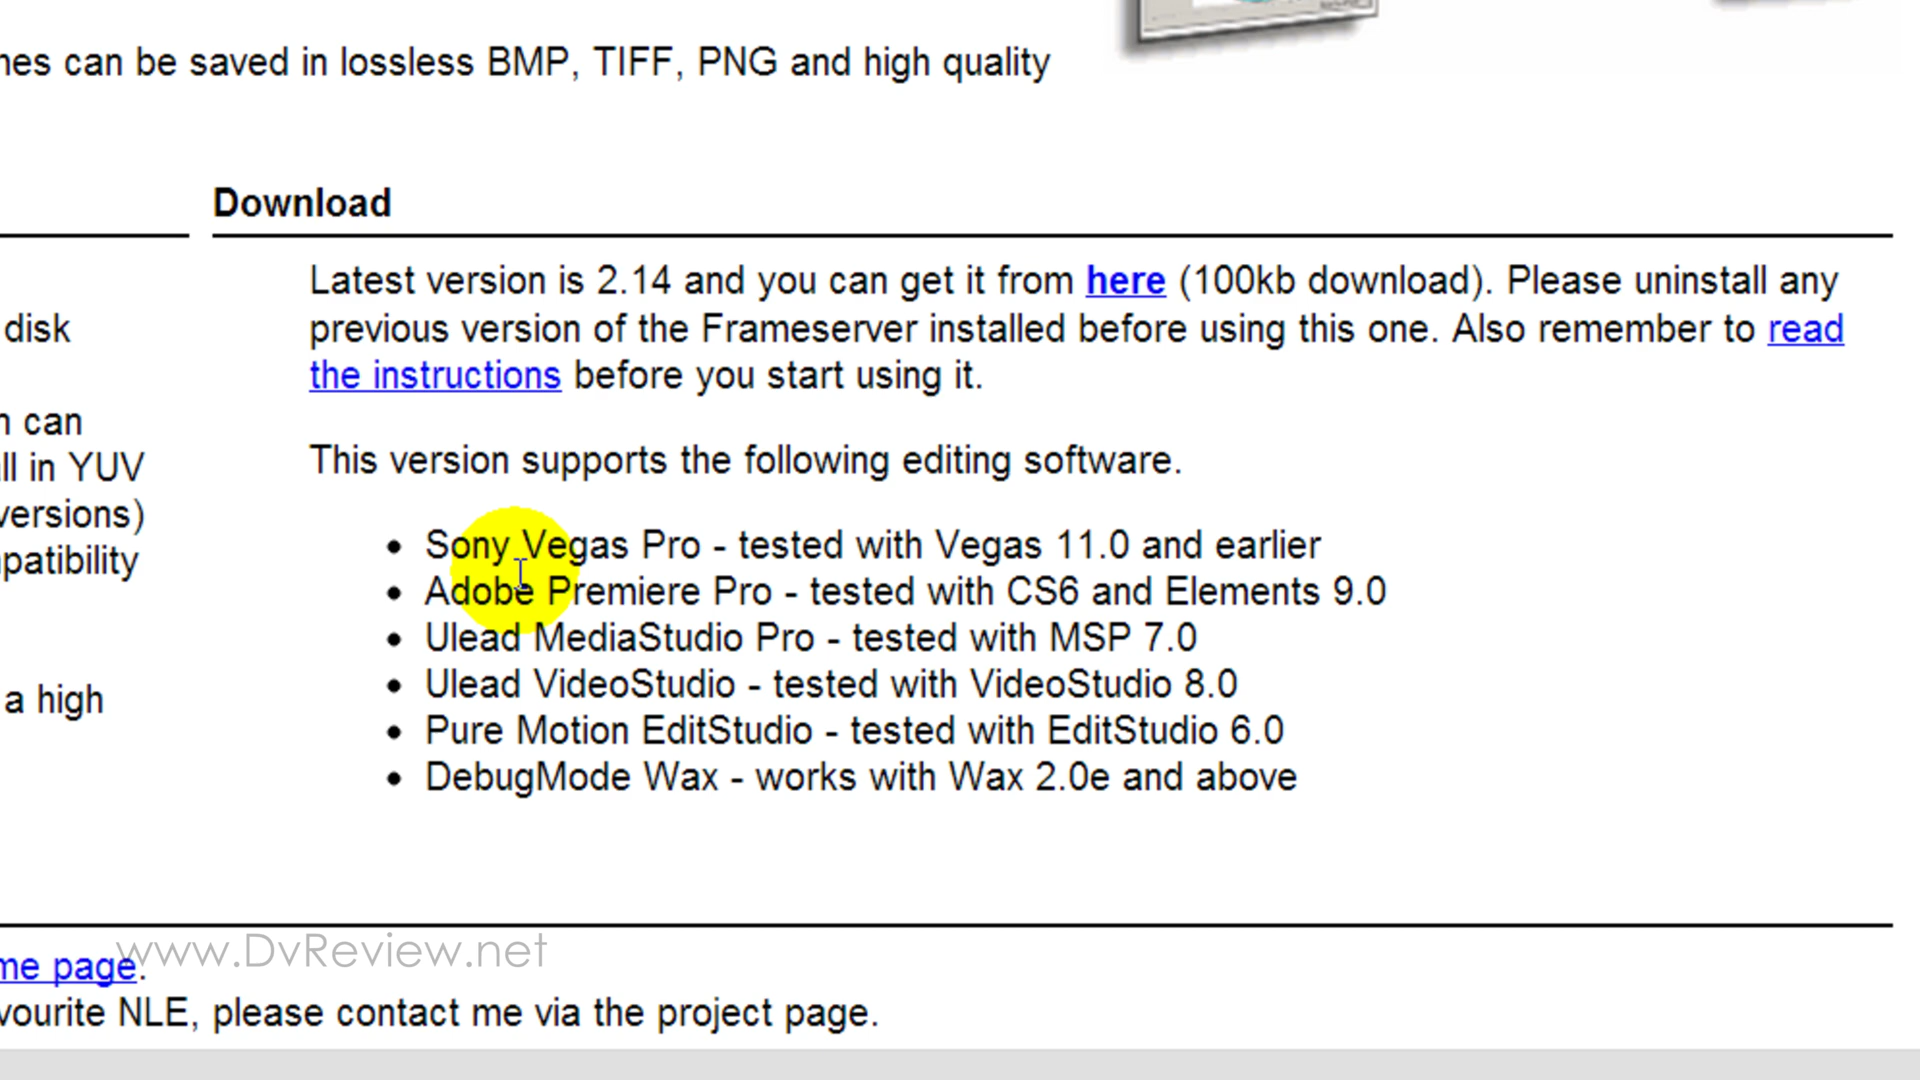 nes can be saved in lossless BMP, TIFF, PNG and high quality
Download
disk
n can
ll in YUV
versions)
patibility
a high
Latest version is 2.14 and you can get it from here (100kb download). Please uninstall any
previous version of the Frameserver installed before using this one. Also remember to read
the instructions before you start using it.
This version supports the following editing software.
• Sony Vegas Pro - tested with Vegas 11.0 and earlier
• Adobe Premiere Pro - tested with CS6 and Elements 9.0
• Ulead MediaStudio Pro - tested with MSP 7.0
• Ulead VideoStudio - tested with VideoStudio 8.0
• Pure Motion EditStudio - tested with EditStudio 6.0
• DebugMode Wax - works with Wax 2.0e and above
www.DvReview.net
me page.
vourite NLE, please contact me via the project page.